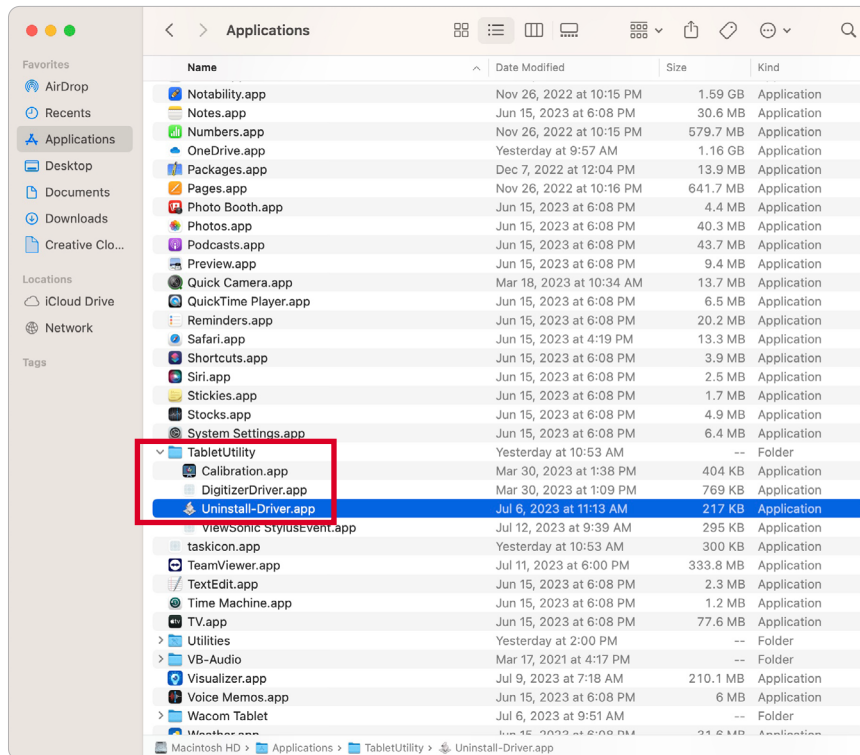 Applications
Favorites
AirDrop
Recents
Applications
Desktop
Documents
Downloads
Creative Clo...
Locations
iCloud Drive
Network
Tags
Name Date Modified Size Kind
Notability.app Nov 26, 2022 at 10:15 PM 1.59 GB Application
Notes.app Jun 15, 2023 at 6:08 PM 30.6 MB Application
Numbers.app Nov 26, 2022 at 10:15 PM 579.7 MB Application
OneDrive.app Yesterday at 9:57 AM 1.16 GB Application
Packages.app Dec 7, 2022 at 12:04 PM 13.9 MB Application
Pages.app Nov 26, 2022 at 10:16 PM 641.7 MB Application
Photo Booth.app Jun 15, 2023 at 6:08 PM 4.4 MB Application
Photos.app Jun 15, 2023 at 6:08 PM 40.3 MB Application
Podcasts.app Jun 15, 2023 at 6:08 PM 43.7 MB Application
Preview.app Jun 15, 2023 at 6:08 PM 9.4 MB Application
Quick Camera.app Mar 18, 2023 at 10:34 AM 13.7 MB Application
QuickTime Player.app Jun 15, 2023 at 6:08 PM 6.5 MB Application
Reminders.app Jun 15, 2023 at 6:08 PM 20.2 MB Application
Safari.app Jun 15, 2023 at 4:19 PM 13.3 MB Application
Shortcuts.app Jun 15, 2023 at 6:08 PM 3.9 MB Application
Siri.app Jun 15, 2023 at 6:08 PM 2.5 MB Application
Stickies.app Jun 15, 2023 at 6:08 PM 1.7 MB Application
Stocks.app Jun 15, 2023 at 6:08 PM 4.9 MB Application
System Settings.app Jun 15, 2023 at 6:08 PM 6.4 MB Application
TabletUtility Yesterday at 10:53 AM -- Folder
Calibration.app Mar 30, 2023 at 1:38 PM 404 KB Application
DigitizerDriver.app Mar 30, 2023 at 1:09 PM 769 KB Application
Uninstall-Driver.app Jul 6, 2023 at 11:13 AM 217 KB Application
ViewSonic StylusEvent.app Jul 12, 2023 at 9:39 AM 295 KB Application
taskicon.app Yesterday at 10:53 AM 300 KB Application
TeamViewer.app Jul 11, 2023 at 6:00 PM 333.8 MB Application
TextEdit.app Jun 15, 2023 at 6:08 PM 2.3 MB Application
Time Machine.app Jun 15, 2023 at 6:08 PM 1.2 MB Application
TV.app Jun 15, 2023 at 6:08 PM 77.6 MB Application
Utilities Yesterday at 2:00 PM -- Folder
VB-Audio Mar 17, 2021 at 4:17 PM -- Folder
Visualizer.app Jul 9, 2023 at 7:18 AM 210.1 MB Application
Voice Memos.app Jun 15, 2023 at 6:08 PM 6 MB Application
Wacom Tablet Jul 6, 2023 at 9:51 AM -- Folder
Weather.app Jun 15, 2023 at 6:08 PM 31.6 MB Application
Macintosh HD › Applications › TabletUtility › Uninstall-Driver.app